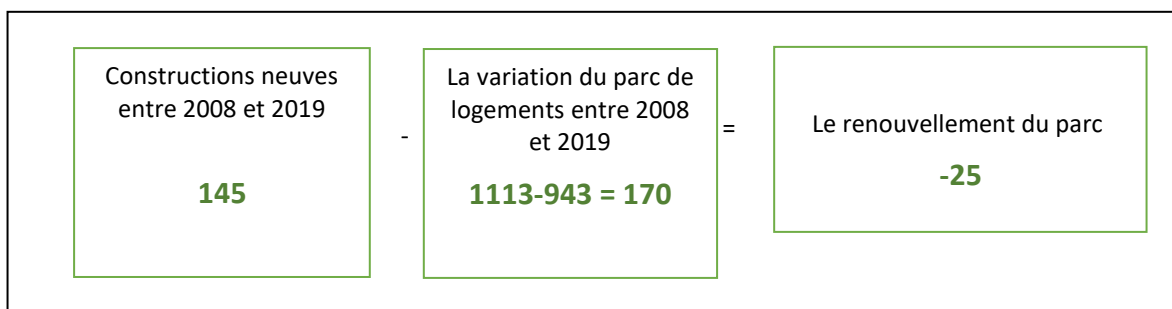 Constructions neuves
entre 2008 et 2019
145
-
La variation du parc de
logements entre 2008
et 2019
1113-943 = 170
=
Le renouvellement du parc
-25